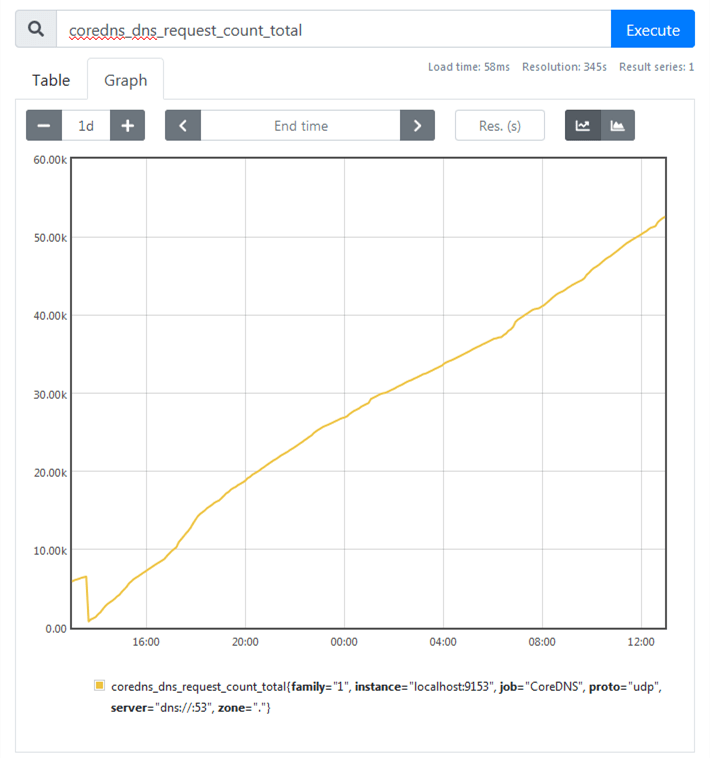 coredns_dns_request_count_total
Execute
Load time: 58ms Resolution: 345s Result series: 1
Table
Graph
1d
End time
Res. (s)
60.00k
50.00k
40.00k
30.00k
20.00k
10.00k
0.00
16:00 20:00 00:00 04:00 08:00 12:00
coredns_dns_request_count_total{family="1", instance="localhost:9153", job="CoreDNS", proto="udp",
server="dns://:53", zone="."}